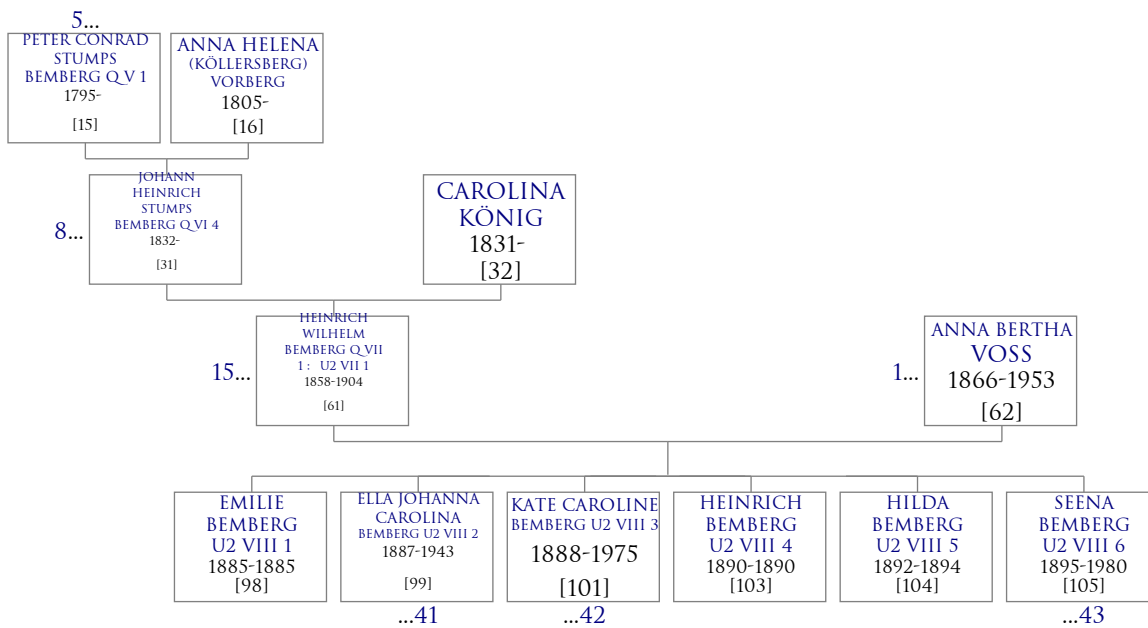 5...
PETER CONRAD
STUMPS
BEMBERG Q V 1
1795-
[15]
ANNA HELENA
(KÖLLERSBERG)
VORBERG
1805-
[16]
8...
JOHANN
HEINRICH
STUMPS
BEMBERG Q VI 4
1832-
[31]
CAROLINA
KÖNIG
1831-
[32]
15...
HEINRICH
WILHELM
BEMBERG Q VII
1 : U2 VII 1
1858-1904
[61]
1...
ANNA BERTHA
VOSS
1866-1953
[62]
EMILIE
BEMBERG
U2 VIII 1
1885-1885
[98]
ELLA JOHANNA
CAROLINA
BEMBERG U2 VIII 2
1887-1943
[99]
...41
KATE CAROLINE
BEMBERG U2 VIII 3
1888-1975
[101]
...42
HEINRICH
BEMBERG
U2 VIII 4
1890-1890
[103]
HILDA
BEMBERG
U2 VIII 5
1892-1894
[104]
SEENA
BEMBERG
U2 VIII 6
1895-1980
[105]
...43